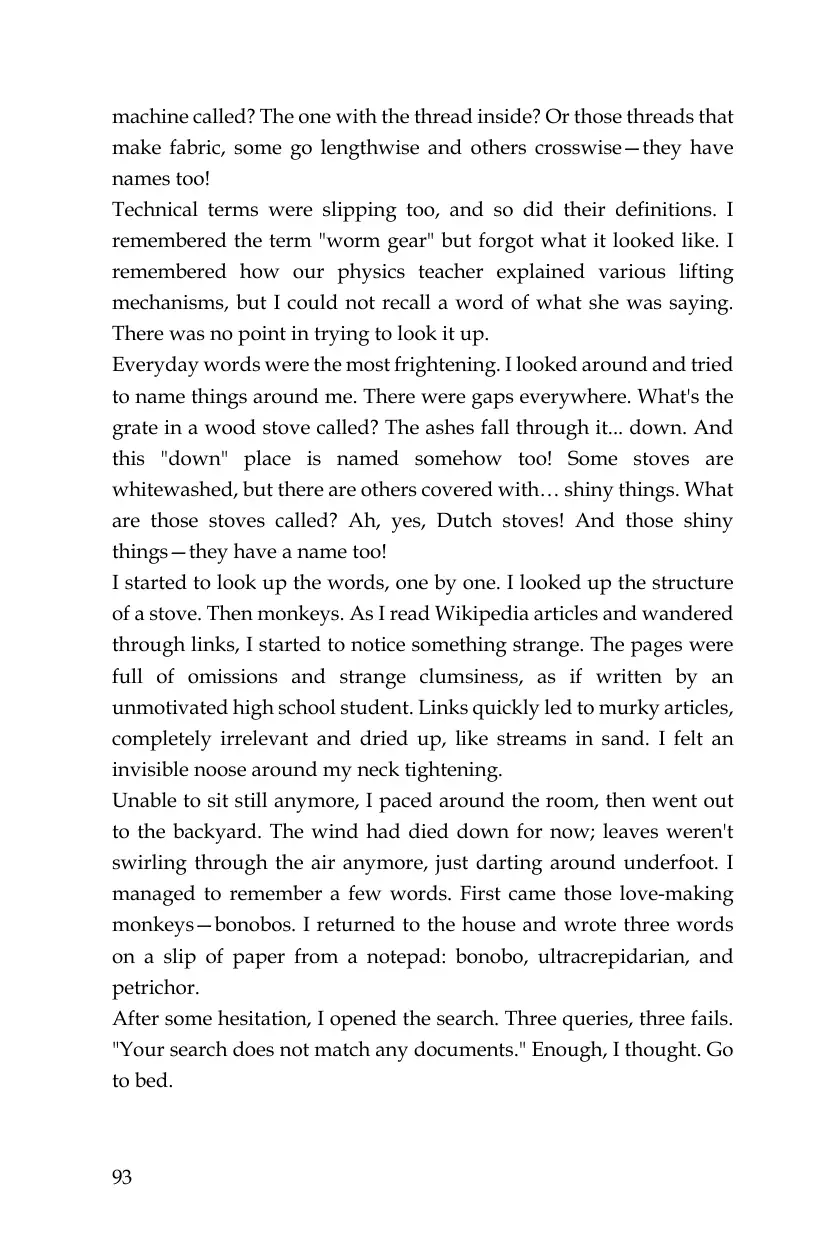 machine called? The one with the thread inside? Or those threads that
make fabric, some go lengthwise and others crosswise—they have
names too!
Technical terms were slipping too, and so did their definitions. I
remembered the term "worm gear" but forgot what it looked like. I
remembered how our physics teacher explained various lifting
mechanisms, but I could not recall a word of what she was saying.
There was no point in trying to look it up.
Everyday words were the most frightening. I looked around and tried
to name things around me. There were gaps everywhere. What's the
grate in a wood stove called? The ashes fall through it... down. And
this "down" place is named somehow too! Some stoves are
whitewashed, but there are others covered with… shiny things. What
are those stoves called? Ah, yes, Dutch stoves! And those shiny
things—they have a name too!
I started to look up the words, one by one. I looked up the structure
of a stove. Then monkeys. As I read Wikipedia articles and wandered
through links, I started to notice something strange. The pages were
full of omissions and strange clumsiness, as if written by an
unmotivated high school student. Links quickly led to murky articles,
completely irrelevant and dried up, like streams in sand. I felt an
invisible noose around my neck tightening.
Unable to sit still anymore, I paced around the room, then went out
to the backyard. The wind had died down for now; leaves weren't
swirling through the air anymore, just darting around underfoot. I
managed to remember a few words. First came those love-making
monkeys—bonobos. I returned to the house and wrote three words
on a slip of paper from a notepad: bonobo, ultracrepidarian, and
petrichor.
After some hesitation, I opened the search. Three queries, three fails.
"Your search does not match any documents." Enough, I thought. Go
to bed.
93